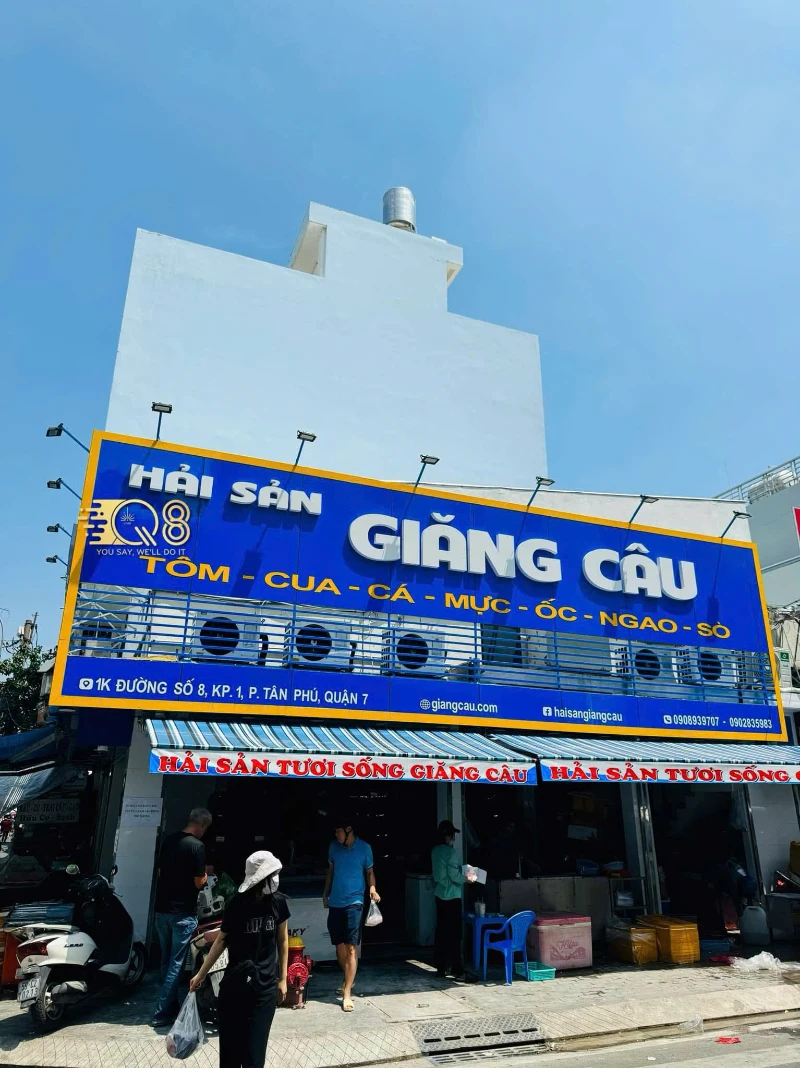 HẢI SẢN
GIĂNG CÂU
Q8
YOU SAY, WE'LL DO IT
TÔM - CUA - CÁ - MỰC - ỐC - NGAO - SÒ
1K ĐƯỜNG SỐ 8, KP. 1, P. TÂN PHÚ, QUẬN 7
giangcau.com
haisangiangcau
0908939707 - 0902835983
HẢI SẢN TƯƠI SỐNG GIĂNG CÂU
HẢI SẢN TƯƠI SỐNG